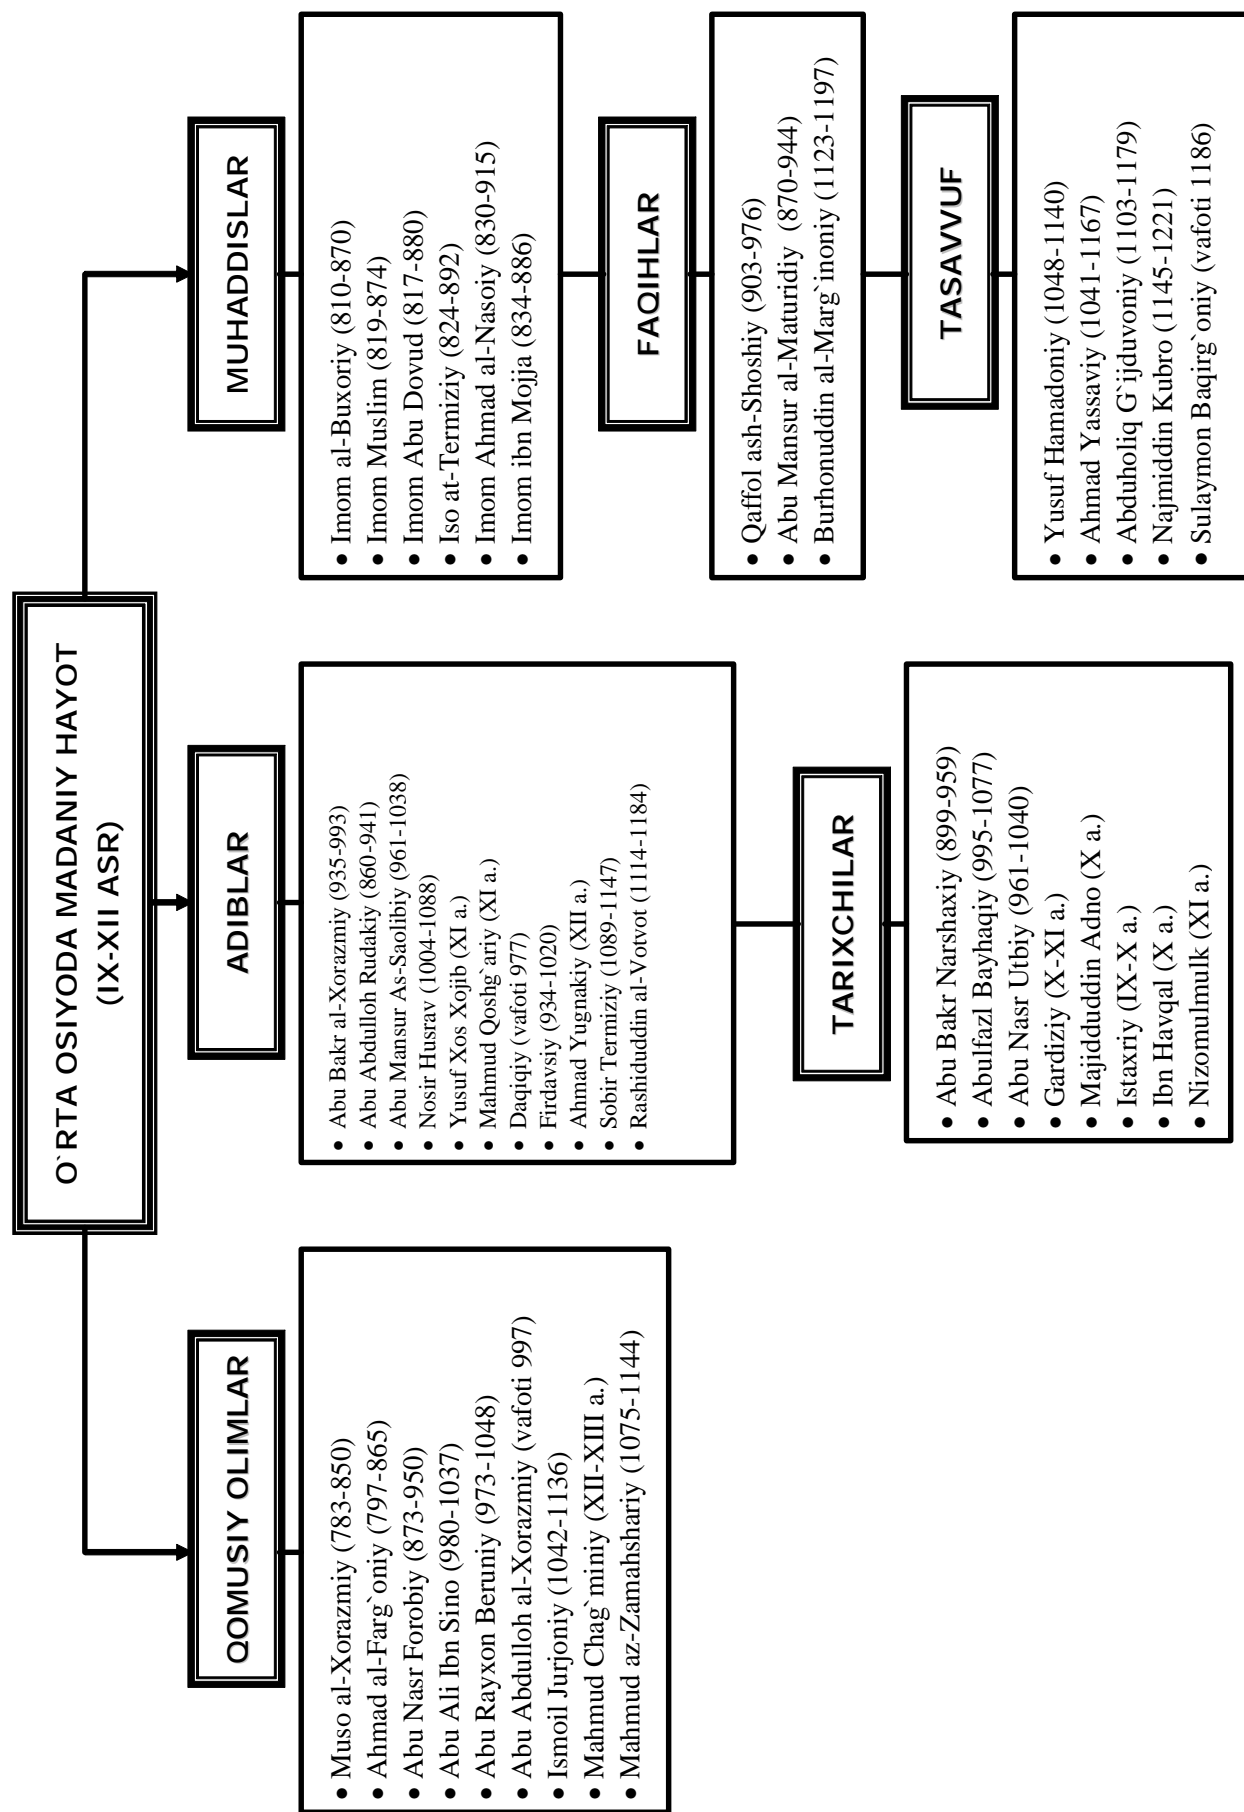 O`RTA OSIYODA MADANIY HAYOT
(IX-XII ASR)
QOMUSIY OLIMLAR
• Muso al-Xorazmiy (783-850)
• Ahmad al-Farg`oniy (797-865)
• Abu Nasr Forobiy (873-950)
• Abu Ali Ibn Sino (980-1037)
• Abu Rayxon Beruniy (973-1048)
• Abu Abdulloh al-Xorazmiy (vafoti 997)
• Ismoil Jurjoniy (1042-1136)
• Mahmud Chag`miniy (XII-XIII a.)
• Mahmud az-Zamahshariy (1075-1144)
ADIBLAR
• Abu Bakr al-Xorazmiy (935-993)
• Abu Abdulloh Rudakiy (860-941)
• Abu Mansur As-Saolibiy (961-1038)
• Nosir Husrav (1004-1088)
• Yusuf Xos Xojib (XI a.)
• Mahmud Qoshg`ariy (XI a.)
• Daqiqiy (vafoti 977)
• Firdavsiy (934-1020)
• Ahmad Yugnakiy (XII a.)
• Sobir Termiziy (1089-1147)
• Rashiduddin al-Votvot (1114-1184)
TARIXCHILAR
• Abu Bakr Narshaxiy (899-959)
• Abulfazl Bayhaqiy (995-1077)
• Abu Nasr Utbiy (961-1040)
• Gardiziy (X-XI a.)
• Majidduddin Adno (X a.)
• Istaxriy (IX-X a.)
• Ibn Havqal (X a.)
• Nizomulmulk (XI a.)
MUHADDISLAR
• Imom al-Buxoriy (810-870)
• Imom Muslim (819-874)
• Imom Abu Dovud (817-880)
• Iso at-Termiziy (824-892)
• Imom Ahmad al-Nasoiy (830-915)
• Imom ibn Mojja (834-886)
FAQIHLAR
• Qaffol ash-Shoshiy (903-976)
• Abu Mansur al-Maturidiy (870-944)
• Burhonuddin al-Marg`inoniy (1123-1197)
TASAVVUF
• Yusuf Hamadoniy (1048-1140)
• Ahmad Yassaviy (1041-1167)
• Abduholiq G`ijduvoniy (1103-1179)
• Najmiddin Kubro (1145-1221)
• Sulaymon Baqirg`oniy (vafoti 1186)